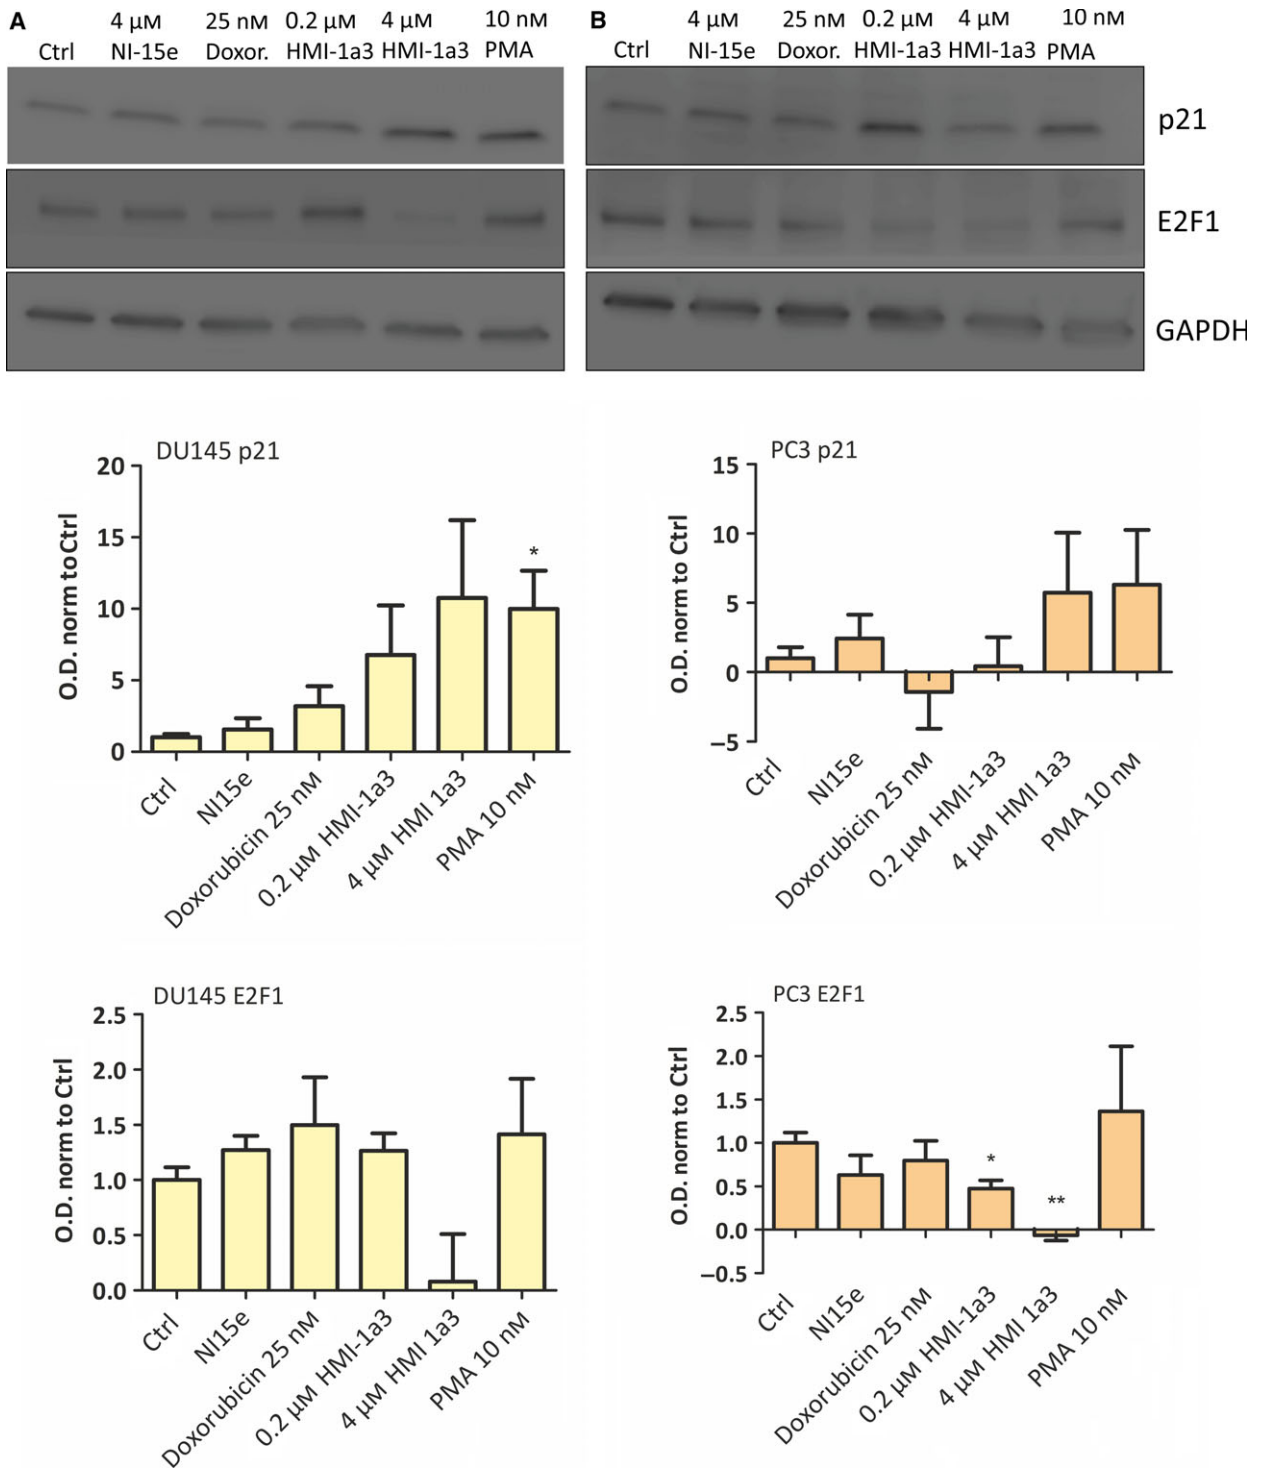 A
Ctrl
4 µM NI-15e
25 nM Doxor.
0.2 µM HMI-1a3
4 µM HMI-1a3
10 nM PMA
B
Ctrl
4 µM NI-15e
25 nM Doxor.
0.2 µM HMI-1a3
4 µM HMI-1a3
10 nM PMA
p21
E2F1
GAPDH
DU145 p21
O.D. norm to Ctrl
20
15
10
5
0
*
Ctrl
NI15e
Doxorubicin 25 nM
0.2 µM HMI-1a3
4 µM HMI 1a3
PMA 10 nM
PC3 p21
O.D. norm to Ctrl
15
10
5
0
–5
Ctrl
NI15e
Doxorubicin 25 nM
0.2 µM HMI-1a3
4 µM HMI 1a3
PMA 10 nM
DU145 E2F1
O.D. norm to Ctrl
2.5
2.0
1.5
1.0
0.5
0.0
Ctrl
NI15e
Doxorubicin 25 nM
0.2 µM HMI-1a3
4 µM HMI 1a3
PMA 10 nM
PC3 E2F1
O.D. norm to Ctrl
2.5
2.0
1.5
1.0
0.5
0.0
–0.5
*
**
Ctrl
NI15e
Doxorubicin 25 nM
0.2 µM HMI-1a3
4 µM HMI 1a3
PMA 10 nM